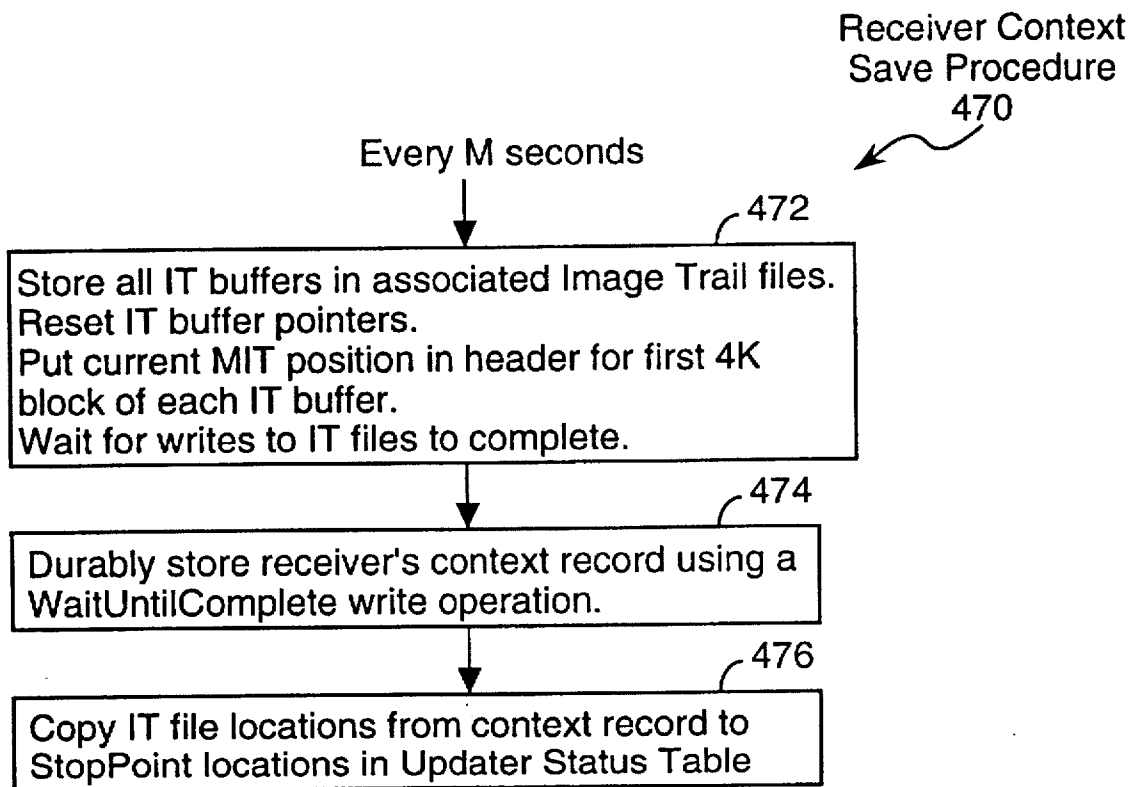 Receiver Context
Save Procedure
470
Every M seconds
472
Store all IT buffers in associated Image Trail files.
Reset IT buffer pointers.
Put current MIT position in header for first 4K
block of each IT buffer.
Wait for writes to IT files to complete.
474
Durably store receiver's context record using a
WaitUntilComplete write operation.
476
Copy IT file locations from context record to
StopPoint locations in Updater Status Table